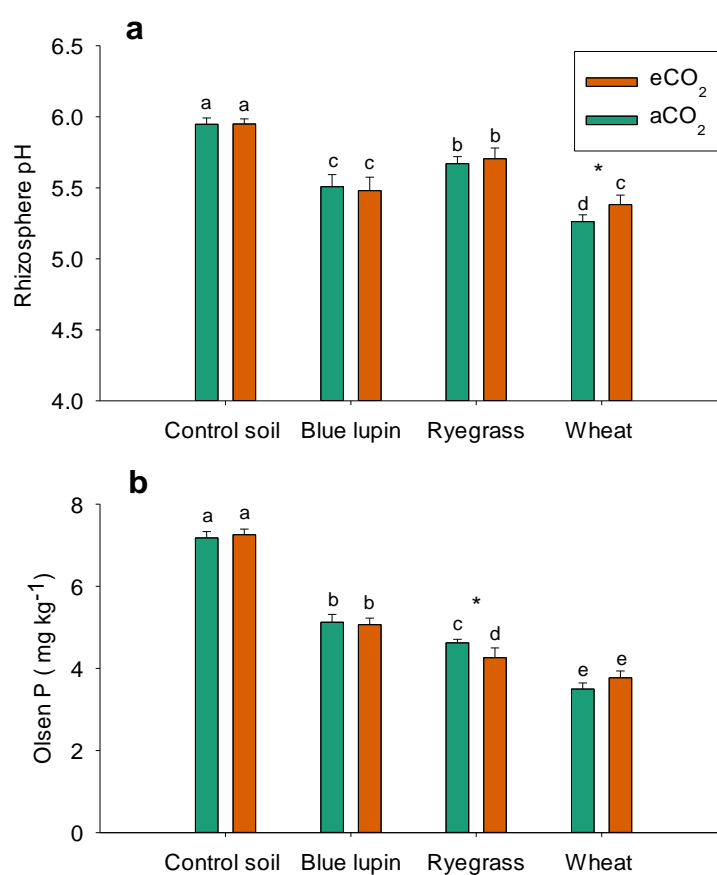 a
6.5
6.0
5.5
5.0
4.5
4.0
Rhizosphere pH
eCO₂
aCO₂
a a
c c
b b
*
d c
Control soil Blue lupin Ryegrass Wheat
b
8
6
4
2
0
Olsen P ( mg kg⁻¹)
a a
b b
*
c d
e e
Control soil Blue lupin Ryegrass Wheat